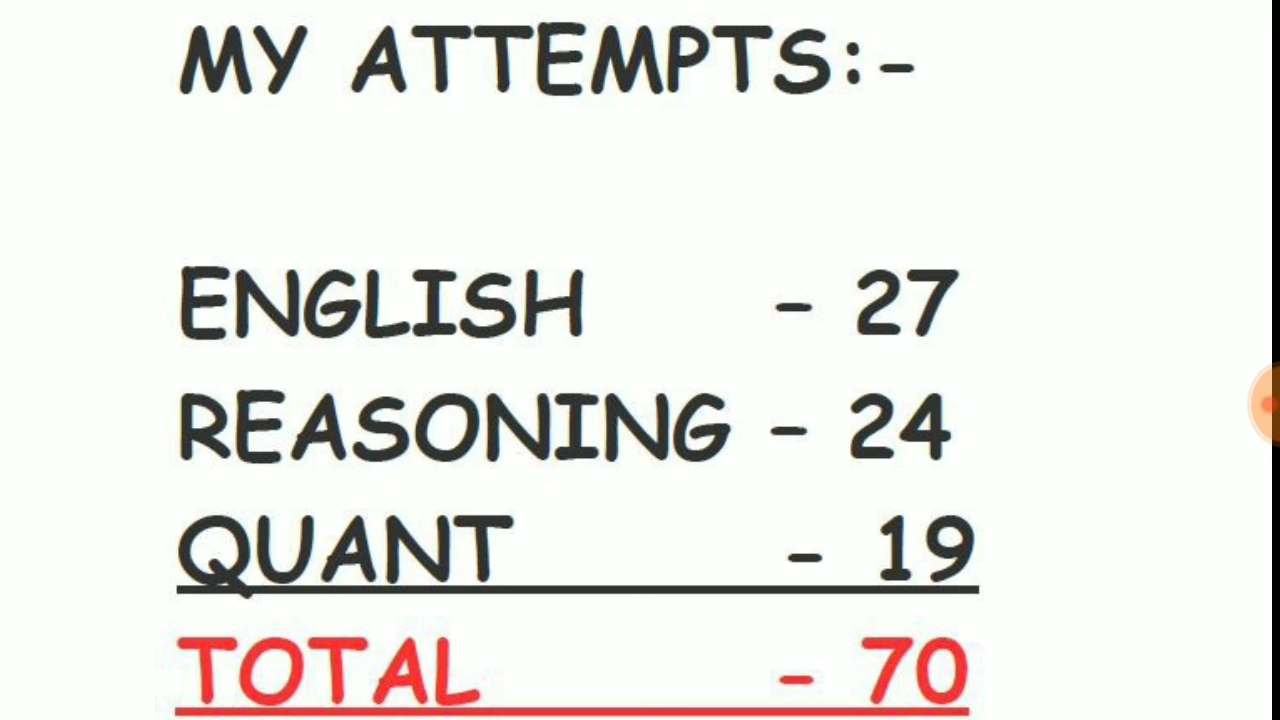 MY ATTEMPTS:-
ENGLISH - 27
REASONING - 24
QUANT - 19
TOTAL - 70